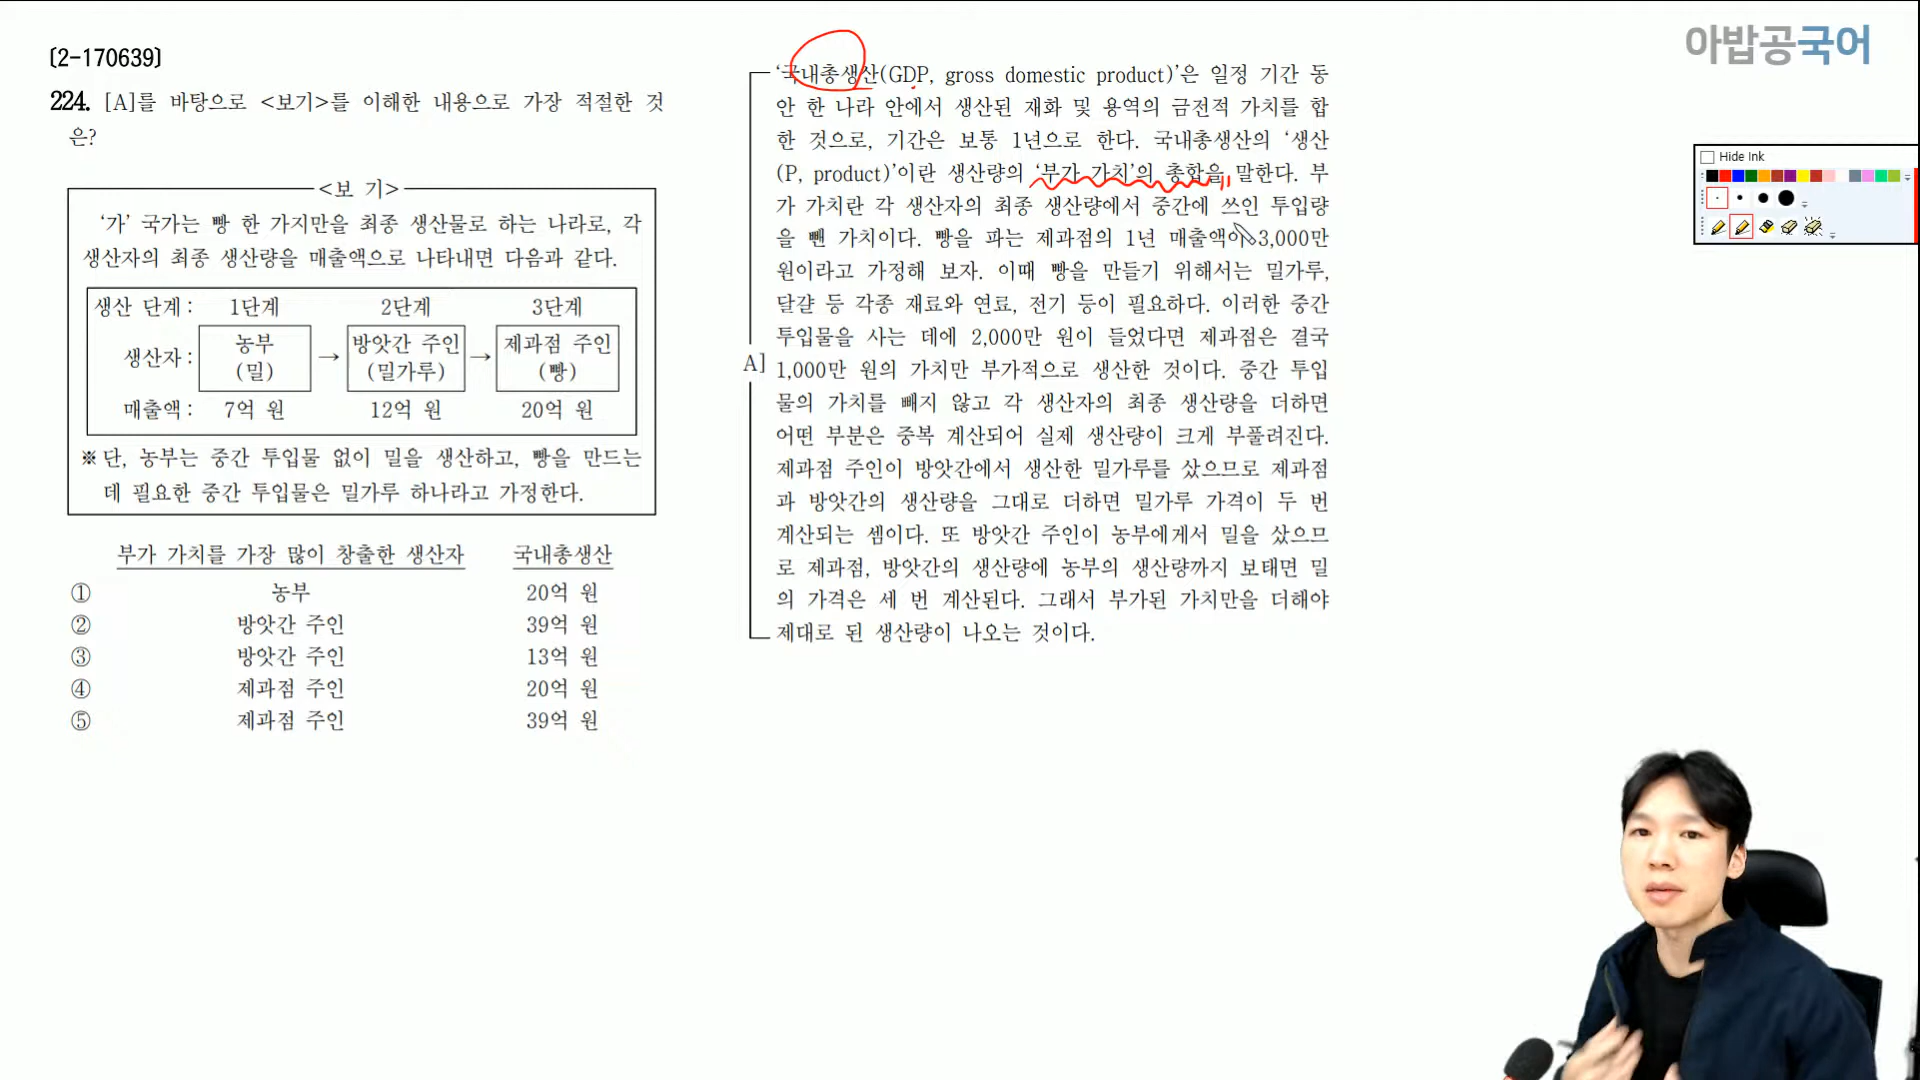 아밥공국어
[2-170639]
224. [A]를 바탕으로 <보기>를 이해한 내용으로 가장 적절한 것
은?
<보 기>
‘가’ 국가는 빵 한 가지만을 최종 생산물로 하는 나라로, 각
생산자의 최종 생산량을 매출액으로 나타내면 다음과 같다.
생산 단계: 1단계 2단계 3단계
생산자: 농부 (밀) → 방앗간 주인 (밀가루) → 제과점 주인 (빵)
매출액: 7억 원 12억 원 20억 원
※ 단, 농부는 중간 투입물 없이 밀을 생산하고, 빵을 만드는
데 필요한 중간 투입물은 밀가루 하나라고 가정한다.
부가 가치를 가장 많이 창출한 생산자 국내총생산
① 농부 20억 원
② 방앗간 주인 39억 원
③ 방앗간 주인 13억 원
④ 제과점 주인 20억 원
⑤ 제과점 주인 39억 원
A]
‘국내총생산(GDP, gross domestic product)’은 일정 기간 동
안 한 나라 안에서 생산된 재화 및 용역의 금전적 가치를 합
한 것으로, 기간은 보통 1년으로 한다. 국내총생산의 ‘생산
(P, product)’이란 생산량의 ‘부가 가치’의 총합을 말한다. 부
가 가치란 각 생산자의 최종 생산량에서 중간에 쓰인 투입량
을 뺀 가치이다. 빵을 파는 제과점의 1년 매출액이 3,000만
원이라고 가정해 보자. 이때 빵을 만들기 위해서는 밀가루,
달걀 등 각종 재료와 연료, 전기 등이 필요하다. 이러한 중간
투입물을 사는 데에 2,000만 원이 들었다면 제과점은 결국
1,000만 원의 가치만 부가적으로 생산한 것이다. 중간 투입
물의 가치를 빼지 않고 각 생산자의 최종 생산량을 더하면
어떤 부분은 중복 계산되어 실제 생산량이 크게 부풀려진다.
제과점 주인이 방앗간에서 생산한 밀가루를 샀으므로 제과점
과 방앗간의 생산량을 그대로 더하면 밀가루 가격이 두 번
계산되는 셈이다. 또 방앗간 주인이 농부에게서 밀을 샀으므
로 제과점, 방앗간의 생산량에 농부의 생산량까지 보태면 밀
의 가격은 세 번 계산된다. 그래서 부가된 가치만을 더해야
제대로 된 생산량이 나오는 것이다.
Hide Ink